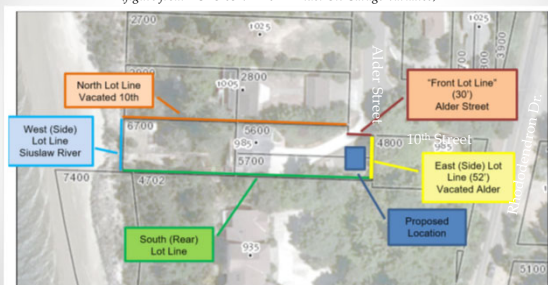 2700
1025
1025
Alder Street
2800
3900
North Lot Line
Vacated 10th
1005
"Front Lot Line"
(30')
Alder Street
West (Side)
Lot Line
Siuslaw River
6700
5600
10th Street
985
4800
5700
East (Side) Lot
Line (52')
Vacated Alder
Rhododendron Dr.
7400
4702
Proposed
Location
South (Rear)
Lot Line
935
5100